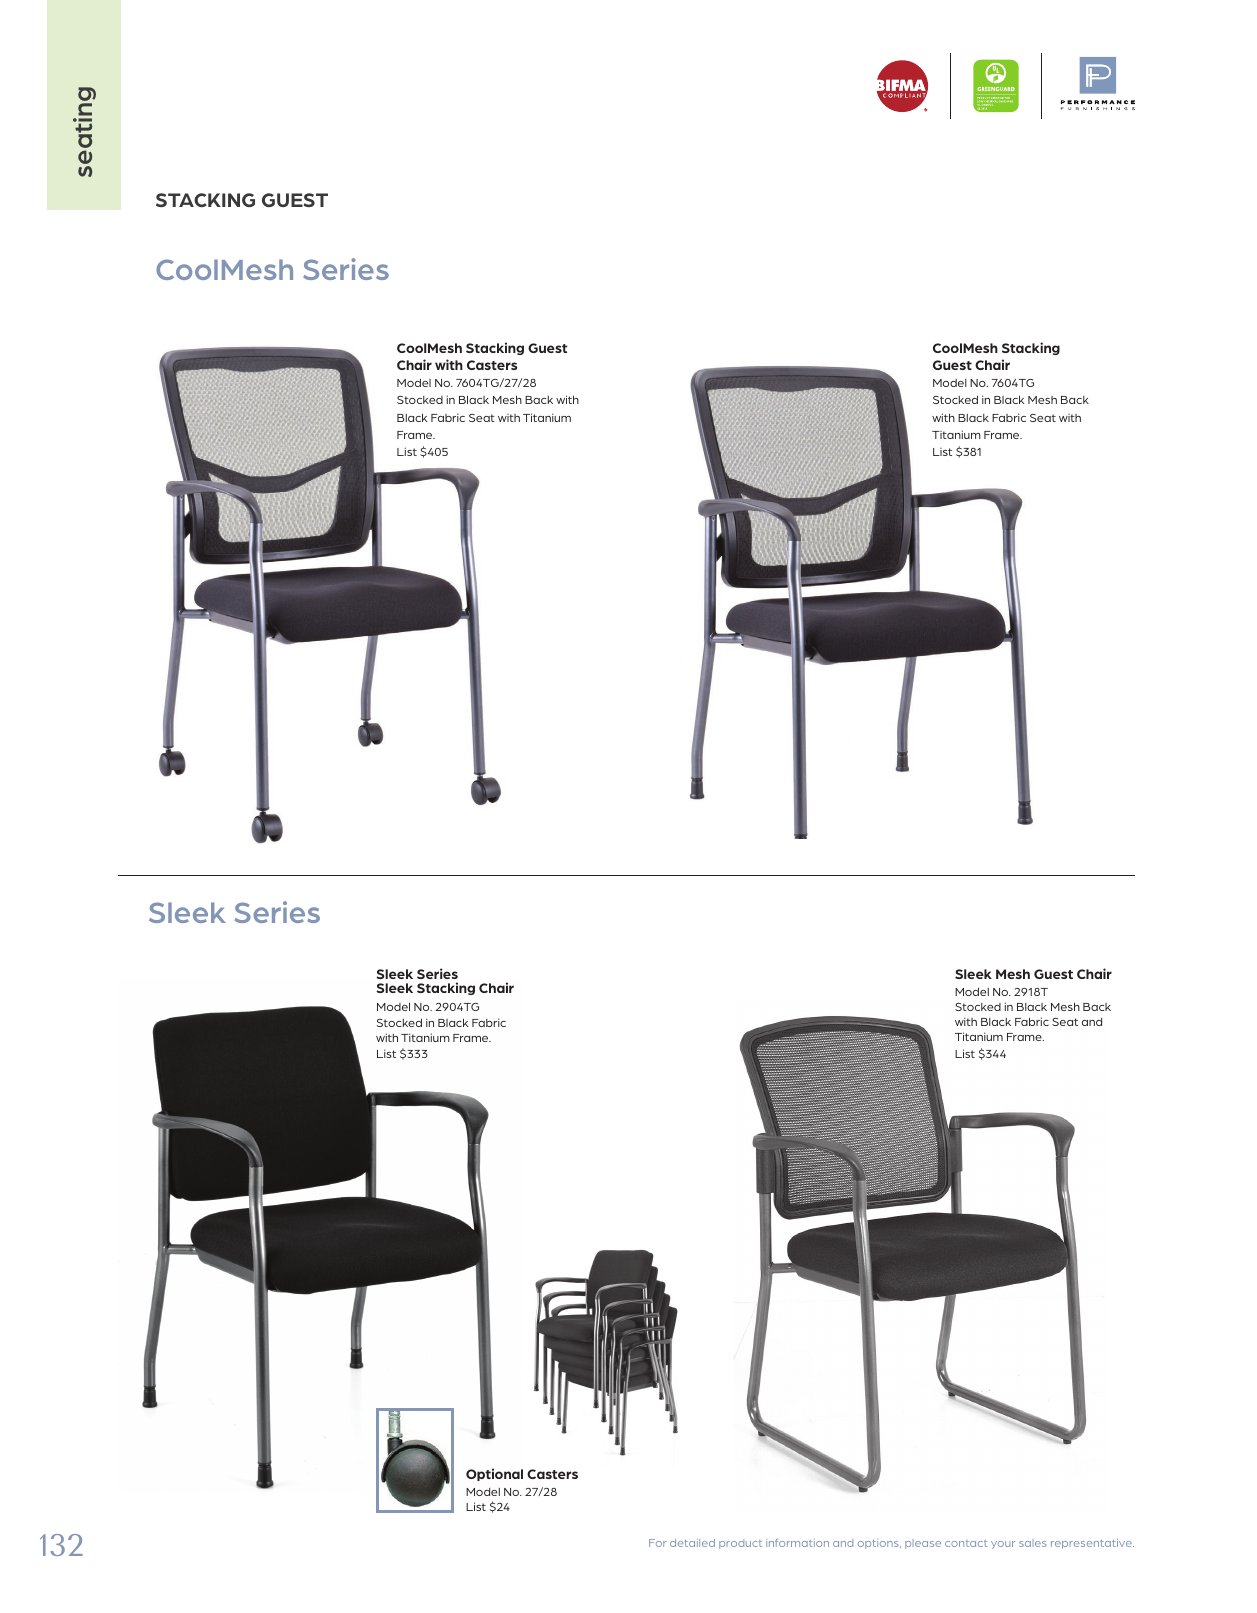 seating
BIFMA
COMPLIANT
GREENGUARD
PERFORMANCE
FURNISHINGS
STACKING GUEST
CoolMesh Series
CoolMesh Stacking Guest
Chair with Casters
Model No. 7604TG/27/28
Stocked in Black Mesh Back with
Black Fabric Seat with Titanium
Frame.
List $405
CoolMesh Stacking
Guest Chair
Model No. 7604TG
Stocked in Black Mesh Back
with Black Fabric Seat with
Titanium Frame.
List $381
Sleek Series
Sleek Series
Sleek Stacking Chair
Model No. 2904TG
Stocked in Black Fabric
with Titanium Frame.
List $333
Sleek Mesh Guest Chair
Model No. 2918T
Stocked in Black Mesh Back
with Black Fabric Seat and
Titanium Frame.
List $344
Optional Casters
Model No. 27/28
List $24
132
For detailed product information and options, please contact your sales representative.